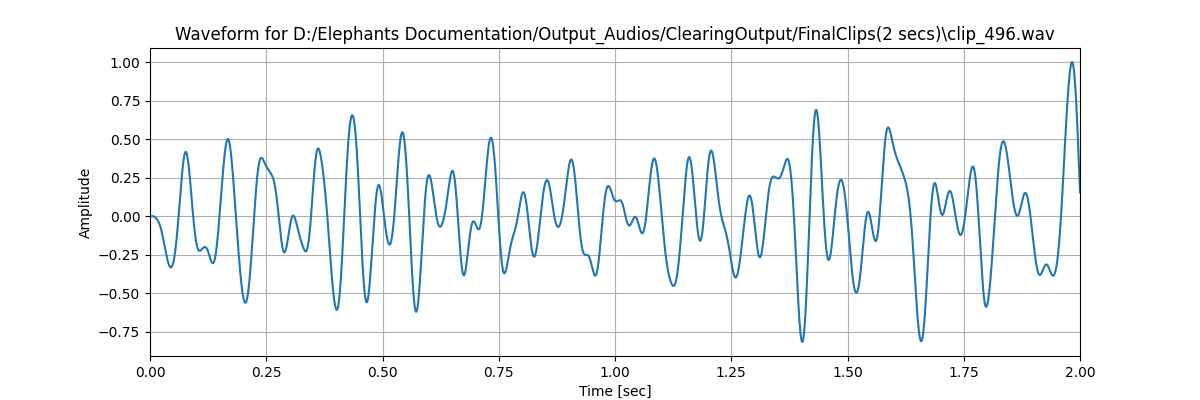 Waveform for D:/Elephants Documentation/Output_Audios/ClearingOutput/FinalClips(2 secs)\clip_496.wav
1.00
0.75
0.50
0.25
0.00
−0.25
−0.50
−0.75
Amplitude
0.00 0.25 0.50 0.75 1.00 1.25 1.50 1.75 2.00
Time [sec]